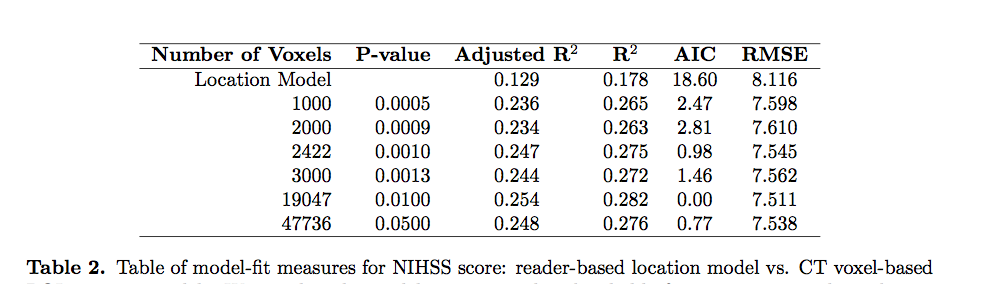 Number of Voxels P-value Adjusted R² R² AIC RMSE
Location Model 0.129 0.178 18.60 8.116
1000 0.0005 0.236 0.265 2.47 7.598
2000 0.0009 0.234 0.263 2.81 7.610
2422 0.0010 0.247 0.275 0.98 7.545
3000 0.0013 0.244 0.272 1.46 7.562
19047 0.0100 0.254 0.282 0.00 7.511
47736 0.0500 0.248 0.276 0.77 7.538
Table 2. Table of model-fit measures for NIHSS score: reader-based location model vs. CT voxel-based